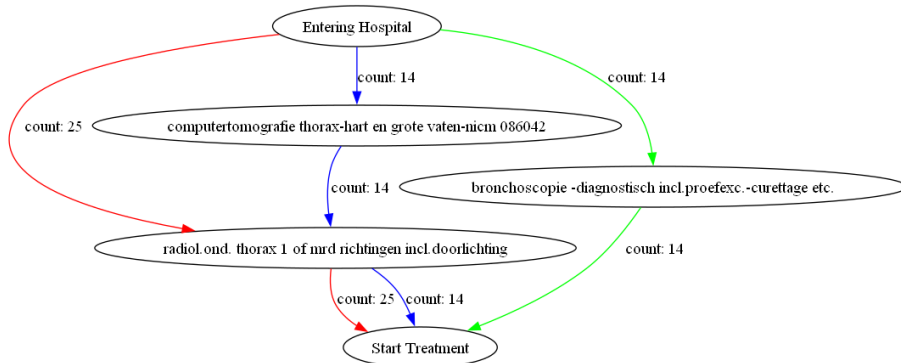 Entering Hospital
count: 14
count: 14
count: 25
computertomografie thorax-hart en grote vaten-nicm 086042
count: 14
bronchoscopie -diagnostisch incl.proefexc.-curettage etc.
radiol.ond. thorax 1 of mrd richtingen incl.doorlichting
count: 14
count: 25
count: 14
Start Treatment